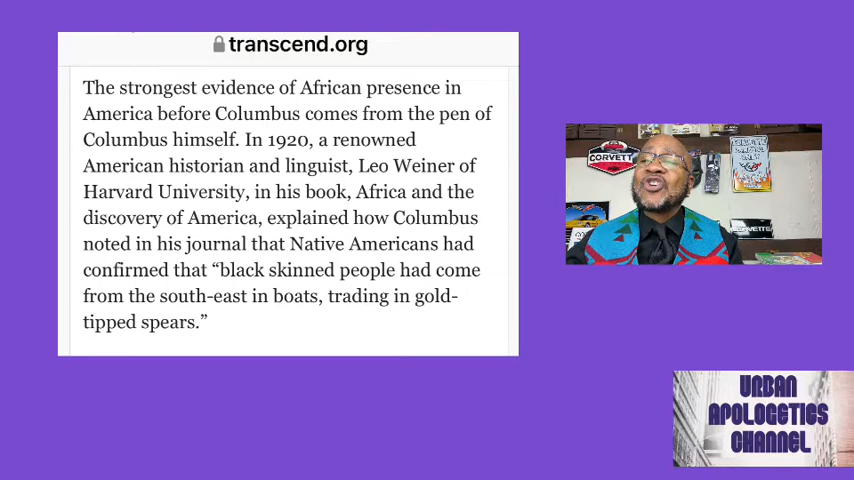 transcend.org
The strongest evidence of African presence in
America before Columbus comes from the pen of
Columbus himself. In 1920, a renowned
American historian and linguist, Leo Weiner of
Harvard University, in his book, Africa and the
discovery of America, explained how Columbus
noted in his journal that Native Americans had
confirmed that “black skinned people had come
from the south-east in boats, trading in gold-
tipped spears.”
CORVETT
CORVETTE
URBAN
APOLOGETICS
CHANNEL